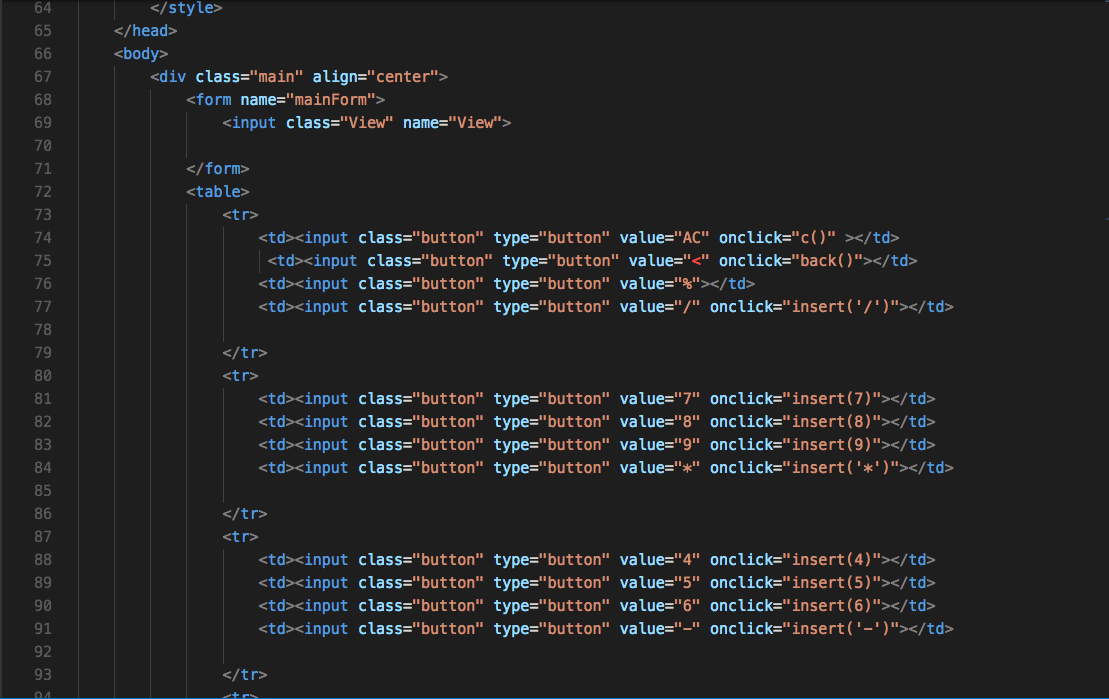 64 </style>
65 </head>
66 <body>
67 <div class="main" align="center">
68 <form name="mainForm">
69 <input class="View" name="View">
70
71 </form>
72 <table>
73 <tr>
74 <td><input class="button" type="button" value="AC" onclick="c()" ></td>
75 <td><input class="button" type="button" value="<" onclick="back()"></td>
76 <td><input class="button" type="button" value="%"></td>
77 <td><input class="button" type="button" value="/" onclick="insert('/')"></td>
78
79 </tr>
80 <tr>
81 <td><input class="button" type="button" value="7" onclick="insert(7)"></td>
82 <td><input class="button" type="button" value="8" onclick="insert(8)"></td>
83 <td><input class="button" type="button" value="9" onclick="insert(9)"></td>
84 <td><input class="button" type="button" value="*" onclick="insert('*')"></td>
85
86 </tr>
87 <tr>
88 <td><input class="button" type="button" value="4" onclick="insert(4)"></td>
89 <td><input class="button" type="button" value="5" onclick="insert(5)"></td>
90 <td><input class="button" type="button" value="6" onclick="insert(6)"></td>
91 <td><input class="button" type="button" value="-" onclick="insert('-')"></td>
92
93 </tr>
94 <tr>